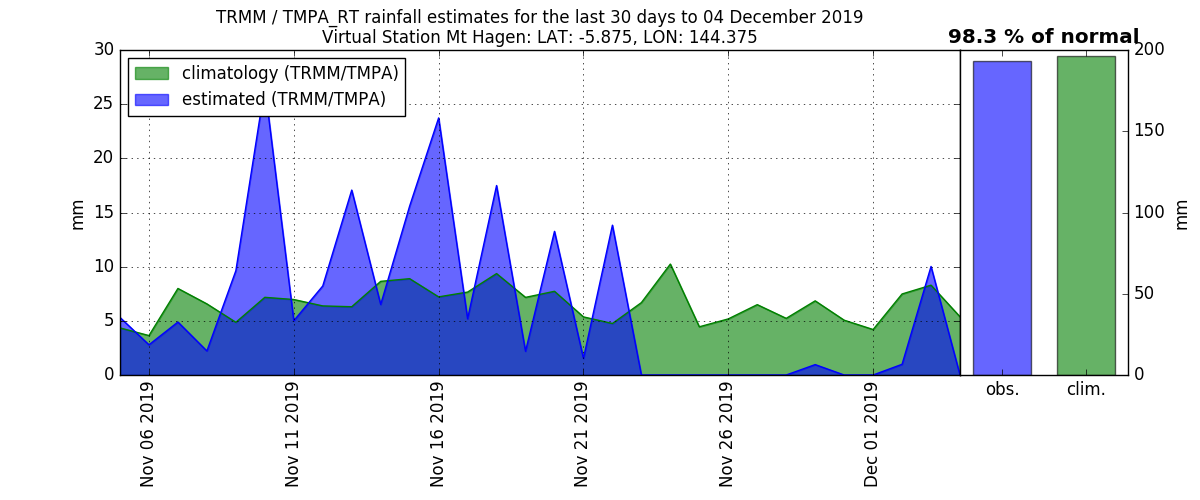 TRMM / TMPA_RT rainfall estimates for the last 30 days to 04 December 2019
Virtual Station Mt Hagen: LAT: -5.875, LON: 144.375
98.3 % of normal
climatology (TRMM/TMPA)
estimated (TRMM/TMPA)
30
25
20
15
10
5
0
mm
Nov 06 2019
Nov 11 2019
Nov 16 2019
Nov 21 2019
Nov 26 2019
Dec 01 2019
obs.
clim.
200
150
100
50
0
mm